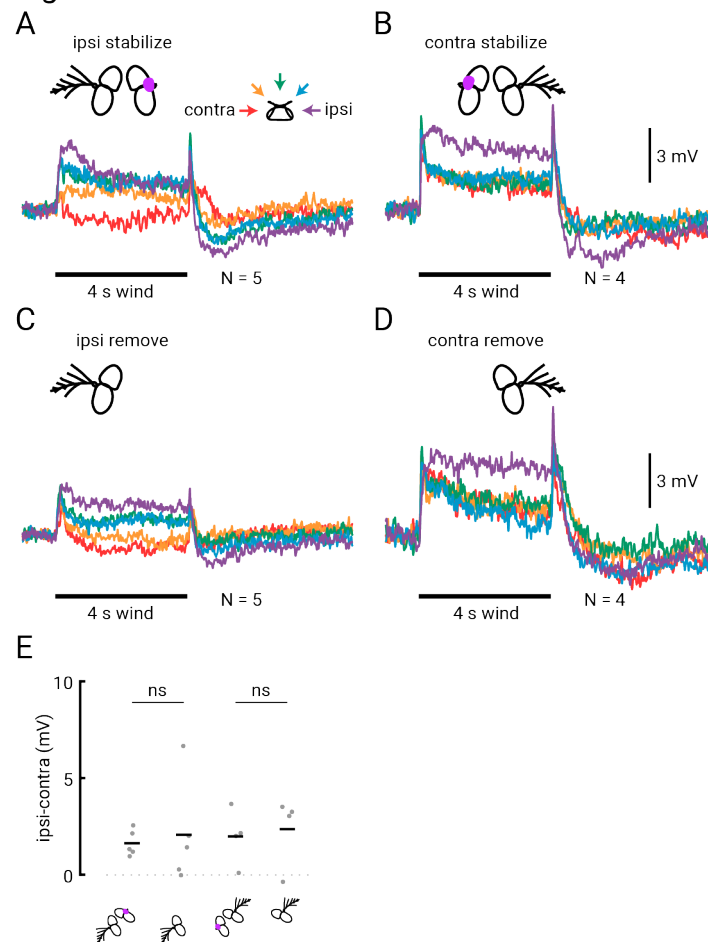 A
ipsi stabilize
contra
ipsi
4 s wind
N = 5
B
contra stabilize
3 mV
4 s wind
N = 4
C
ipsi remove
4 s wind
N = 5
D
contra remove
3 mV
4 s wind
N = 4
E
ipsi-contra (mV)
10
5
0
ns
ns